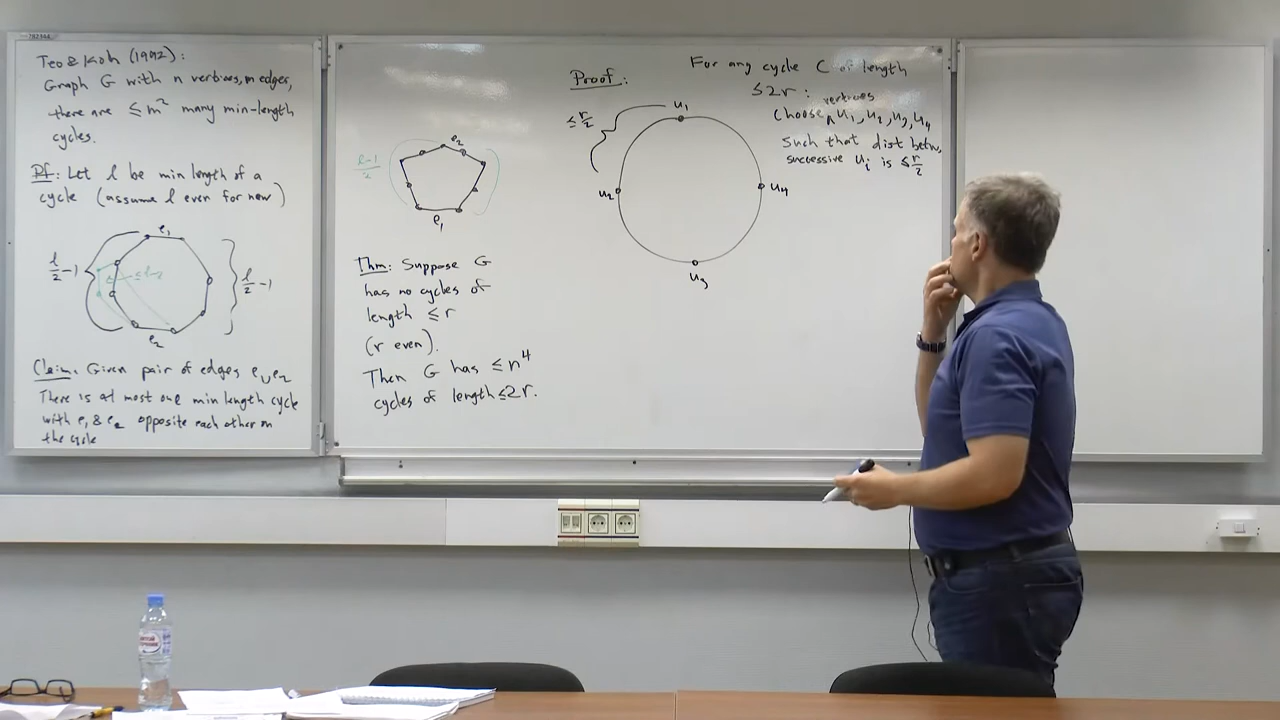 Teo & Koh (1992):
Graph G with n vertices, m edges,
there are ≤ m² many min-length
cycles.
Pf: Let l be min length of a
cycle (assume l even for now)
e₁
l/2 - 1
l/2 - 1
e₂
Claim. Given pair of edges e₁, e₂
There is at most one min length cycle
with e₁ & e₂ opposite each other on
the cycle
e₂
l-1/2
e₁
Thm: Suppose G
has no cycles of
length ≤ r
(r even).
Then G has ≤ n⁴
cycles of length ≤ 2r.
Proof:
≤ r/2
u₁
u₂
u₄
u₃
For any cycle C of length
≤ 2r:
vertices
Choose ∧ u₁, u₂, u₃, u₄
such that dist betw.
successive uᵢ is ≤ r/2